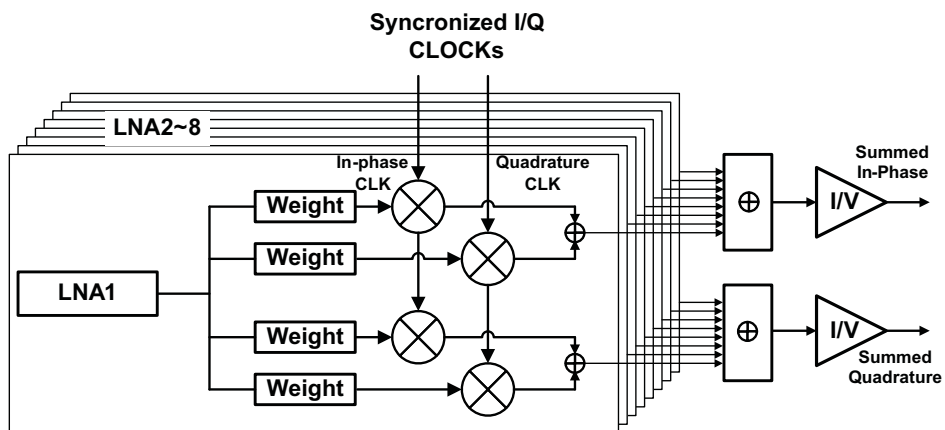 Syncronized I/Q
CLOCKs
LNA2~8
In-phase
CLK
Quadrature
CLK
Weight
Weight
LNA1
Weight
Weight
I/V
Summed
In-Phase
I/V
Summed
Quadrature